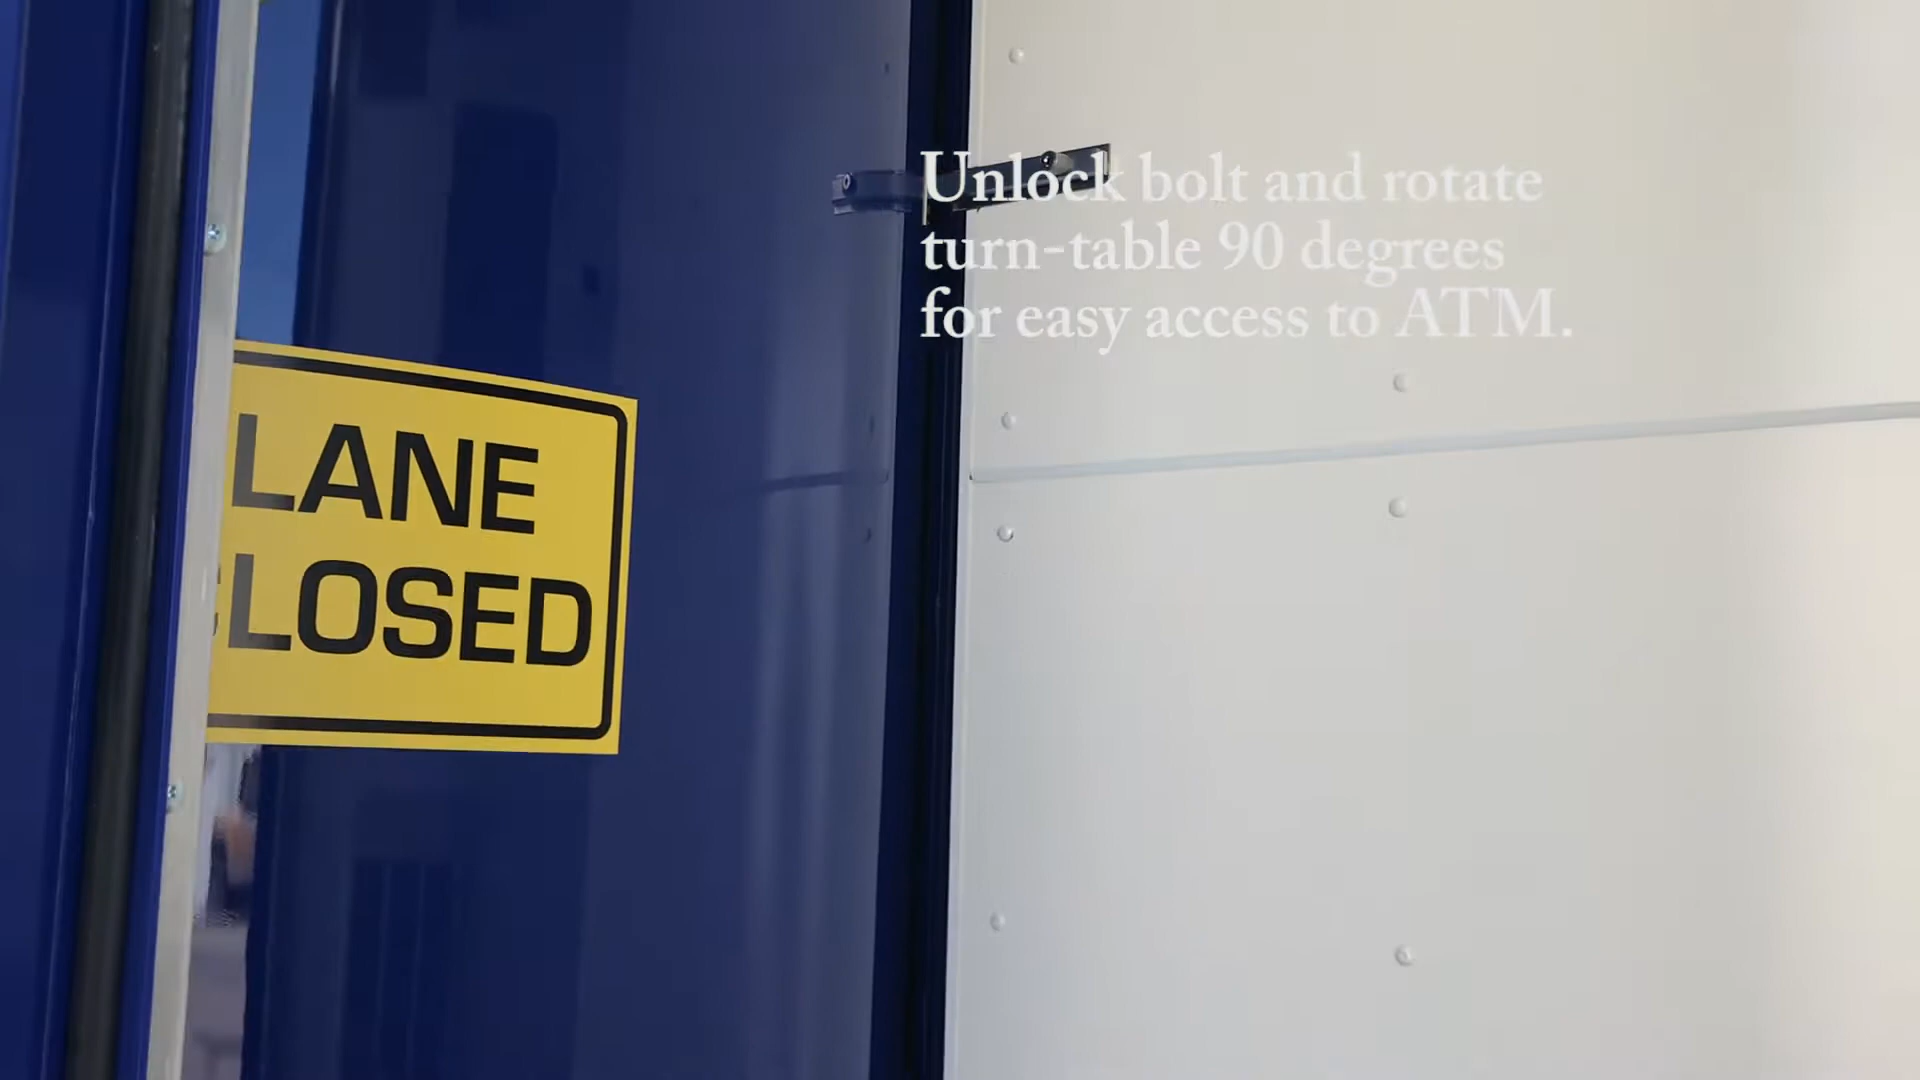 Unlock bolt and rotate
turn-table 90 degrees
for easy access to ATM.
LANE
CLOSED